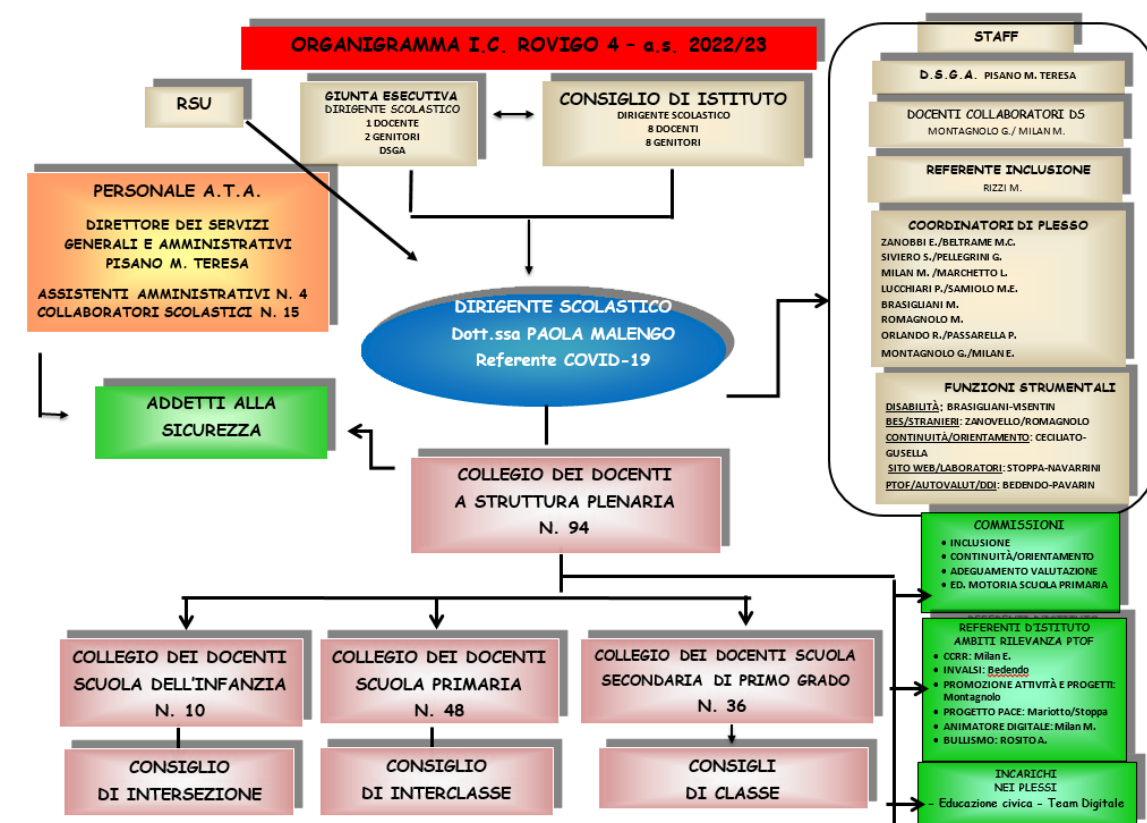 ORGANIGRAMMA I.C. ROVIGO 4 – a.s. 2022/23
RSU
GIUNTA ESECUTIVA
DIRIGENTE SCOLASTICO
1 DOCENTE
2 GENITORI
DSGA
CONSIGLIO DI ISTITUTO
DIRIGENTE SCOLASTICO
8 DOCENTI
8 GENITORI
PERSONALE A.T.A.
DIRETTORE DEI SERVIZI
GENERALI E AMMINISTRATIVI
PISANO M. TERESA
ASSISTENTI AMMINISTRATIVI N. 4
COLLABORATORI SCOLASTICI N. 15
DIRIGENTE SCOLASTICO
Dott.ssa PAOLA MALENGO
Referente COVID-19
ADDETTI ALLA
SICUREZZA
COLLEGIO DEI DOCENTI
A STRUTTURA PLENARIA
N. 94
COLLEGIO DEI DOCENTI
SCUOLA DELL'INFANZIA
N. 10
COLLEGIO DEI DOCENTI
SCUOLA PRIMARIA
N. 48
COLLEGIO DEI DOCENTI SCUOLA
SECONDARIA DI PRIMO GRADO
N. 36
CONSIGLIO
DI INTERSEZIONE
CONSIGLIO
DI INTERCLASSE
CONSIGLI
DI CLASSE
STAFF
D.S.G.A. PISANO M. TERESA
DOCENTI COLLABORATORI DS
MONTAGNOLO G./ MILAN M.
REFERENTE INCLUSIONE
RIZZI M.
COORDINATORI DI PLESSO
ZANOBBI E./BELTRAME M.C.
SIVIERO S./PELLEGRINI G.
MILAN M. /MARCHETTO L.
LUCCHIARI P./SAMIOLO M.E.
BRASIGLIANI M.
ROMAGNOLO M.
ORLANDO R./PASSARELLA P.
MONTAGNOLO G./MILAN E.
FUNZIONI STRUMENTALI
DISABILITÀ; BRASIGLIANI-VISENTIN
BES/STRANIERI: ZANOVELLO/ROMAGNOLO
CONTINUITÀ/ORIENTAMENTO: CECILIATO-
GUSELLA
SITO WEB/LABORATORI: STOPPA-NAVARRINI
PTOF/AUTOVALUT/DDI: BEDENDO-PAVARIN
COMMISSIONI
• INCLUSIONE
• CONTINUITÀ/ORIENTAMENTO
• ADEGUAMENTO VALUTAZIONE
• ED. MOTORIA SCUOLA PRIMARIA
REFERENTI D'ISTITUTO
AMBITI RILEVANZA PTOF
• CCRR: Milan E.
• INVALSI: Bedendo
• PROMOZIONE ATTIVITÀ E PROGETTI:
Montagnolo
• PROGETTO PACE: Mariotto/Stoppa
• ANIMATORE DIGITALE: Milan M.
• BULLISMO: ROSITO A.
INCARICHI
NEI PLESSI
- Educazione civica – Team Digitale